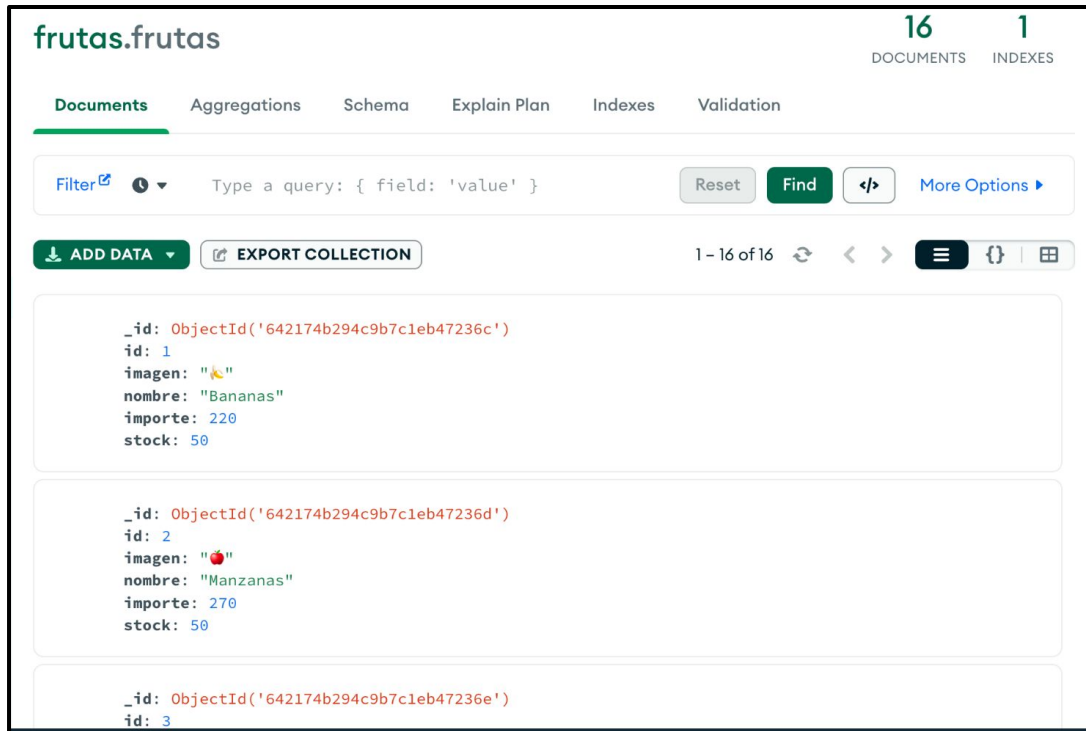 frutas.frutas
16 DOCUMENTS
1 INDEXES
Documents Aggregations Schema Explain Plan Indexes Validation
Filter Type a query: { field: 'value' } Reset Find </> More Options
ADD DATA EXPORT COLLECTION 1 – 16 of 16 {}
_id: ObjectId('642174b294c9b7c1eb47236c')
id: 1
imagen: "🍌"
nombre: "Bananas"
importe: 220
stock: 50
_id: ObjectId('642174b294c9b7c1eb47236d')
id: 2
imagen: "🍎"
nombre: "Manzanas"
importe: 270
stock: 50
_id: ObjectId('642174b294c9b7c1eb47236e')
id: 3